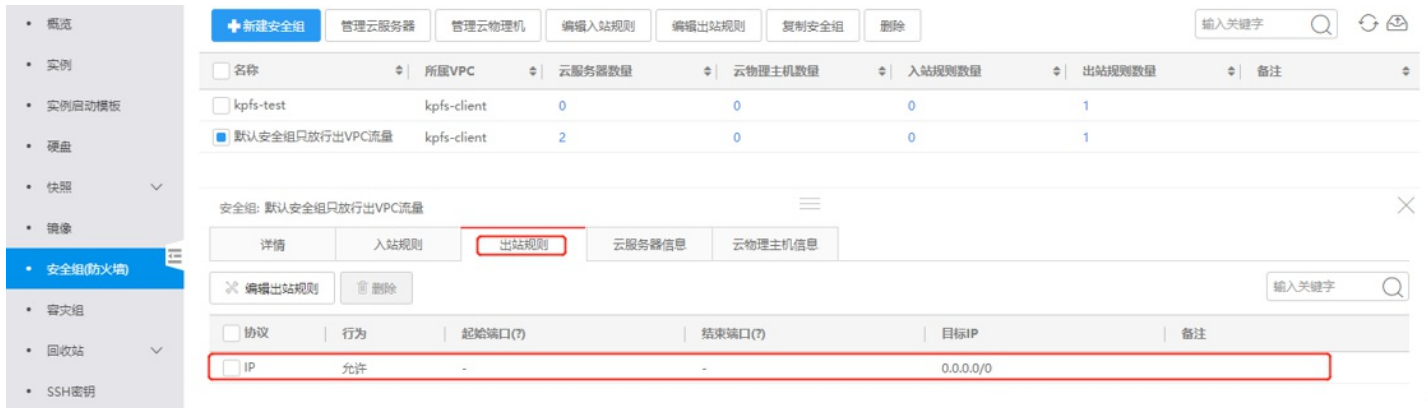 概览
实例
实例启动模板
硬盘
快照
镜像
安全组(防火墙)
容灾组
回收站
SSH密钥
新建安全组 管理云服务器 管理云物理机 编辑入站规则 编辑出站规则 复制安全组 删除 输入关键字
名称 所属VPC 云服务器数量 云物理主机数量 入站规则数量 出站规则数量 备注
kpfs-test kpfs-client 0 0 0 1
默认安全组只放行出VPC流量 kpfs-client 2 0 0 1
安全组: 默认安全组只放行出VPC流量
详情 入站规则 出站规则 云服务器信息 云物理主机信息
编辑出站规则 删除 输入关键字
协议 行为 起始端口(?) 结束端口(?) 目标IP 备注
IP 允许 - - 0.0.0.0/0